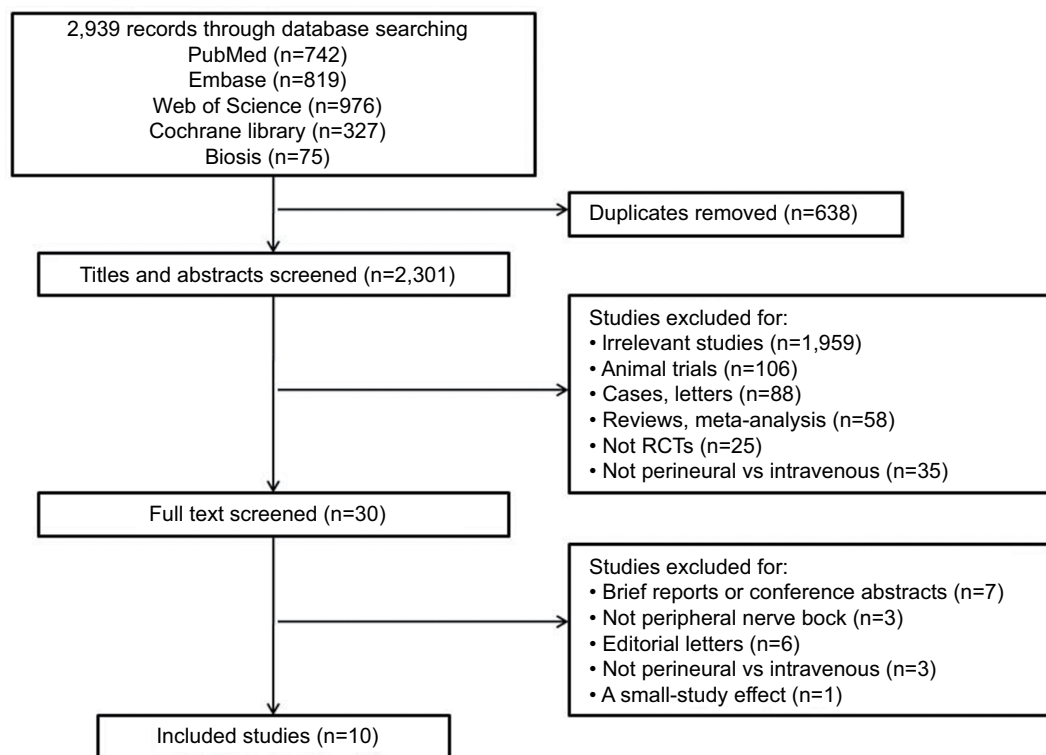 2,939 records through database searching
PubMed (n=742)
Embase (n=819)
Web of Science (n=976)
Cochrane library (n=327)
Biosis (n=75)
Duplicates removed (n=638)
Titles and abstracts screened (n=2,301)
Studies excluded for:
• Irrelevant studies (n=1,959)
• Animal trials (n=106)
• Cases, letters (n=88)
• Reviews, meta-analysis (n=58)
• Not RCTs (n=25)
• Not perineural vs intravenous (n=35)
Full text screened (n=30)
Studies excluded for:
• Brief reports or conference abstracts (n=7)
• Not peripheral nerve bock (n=3)
• Editorial letters (n=6)
• Not perineural vs intravenous (n=3)
• A small-study effect (n=1)
Included studies (n=10)